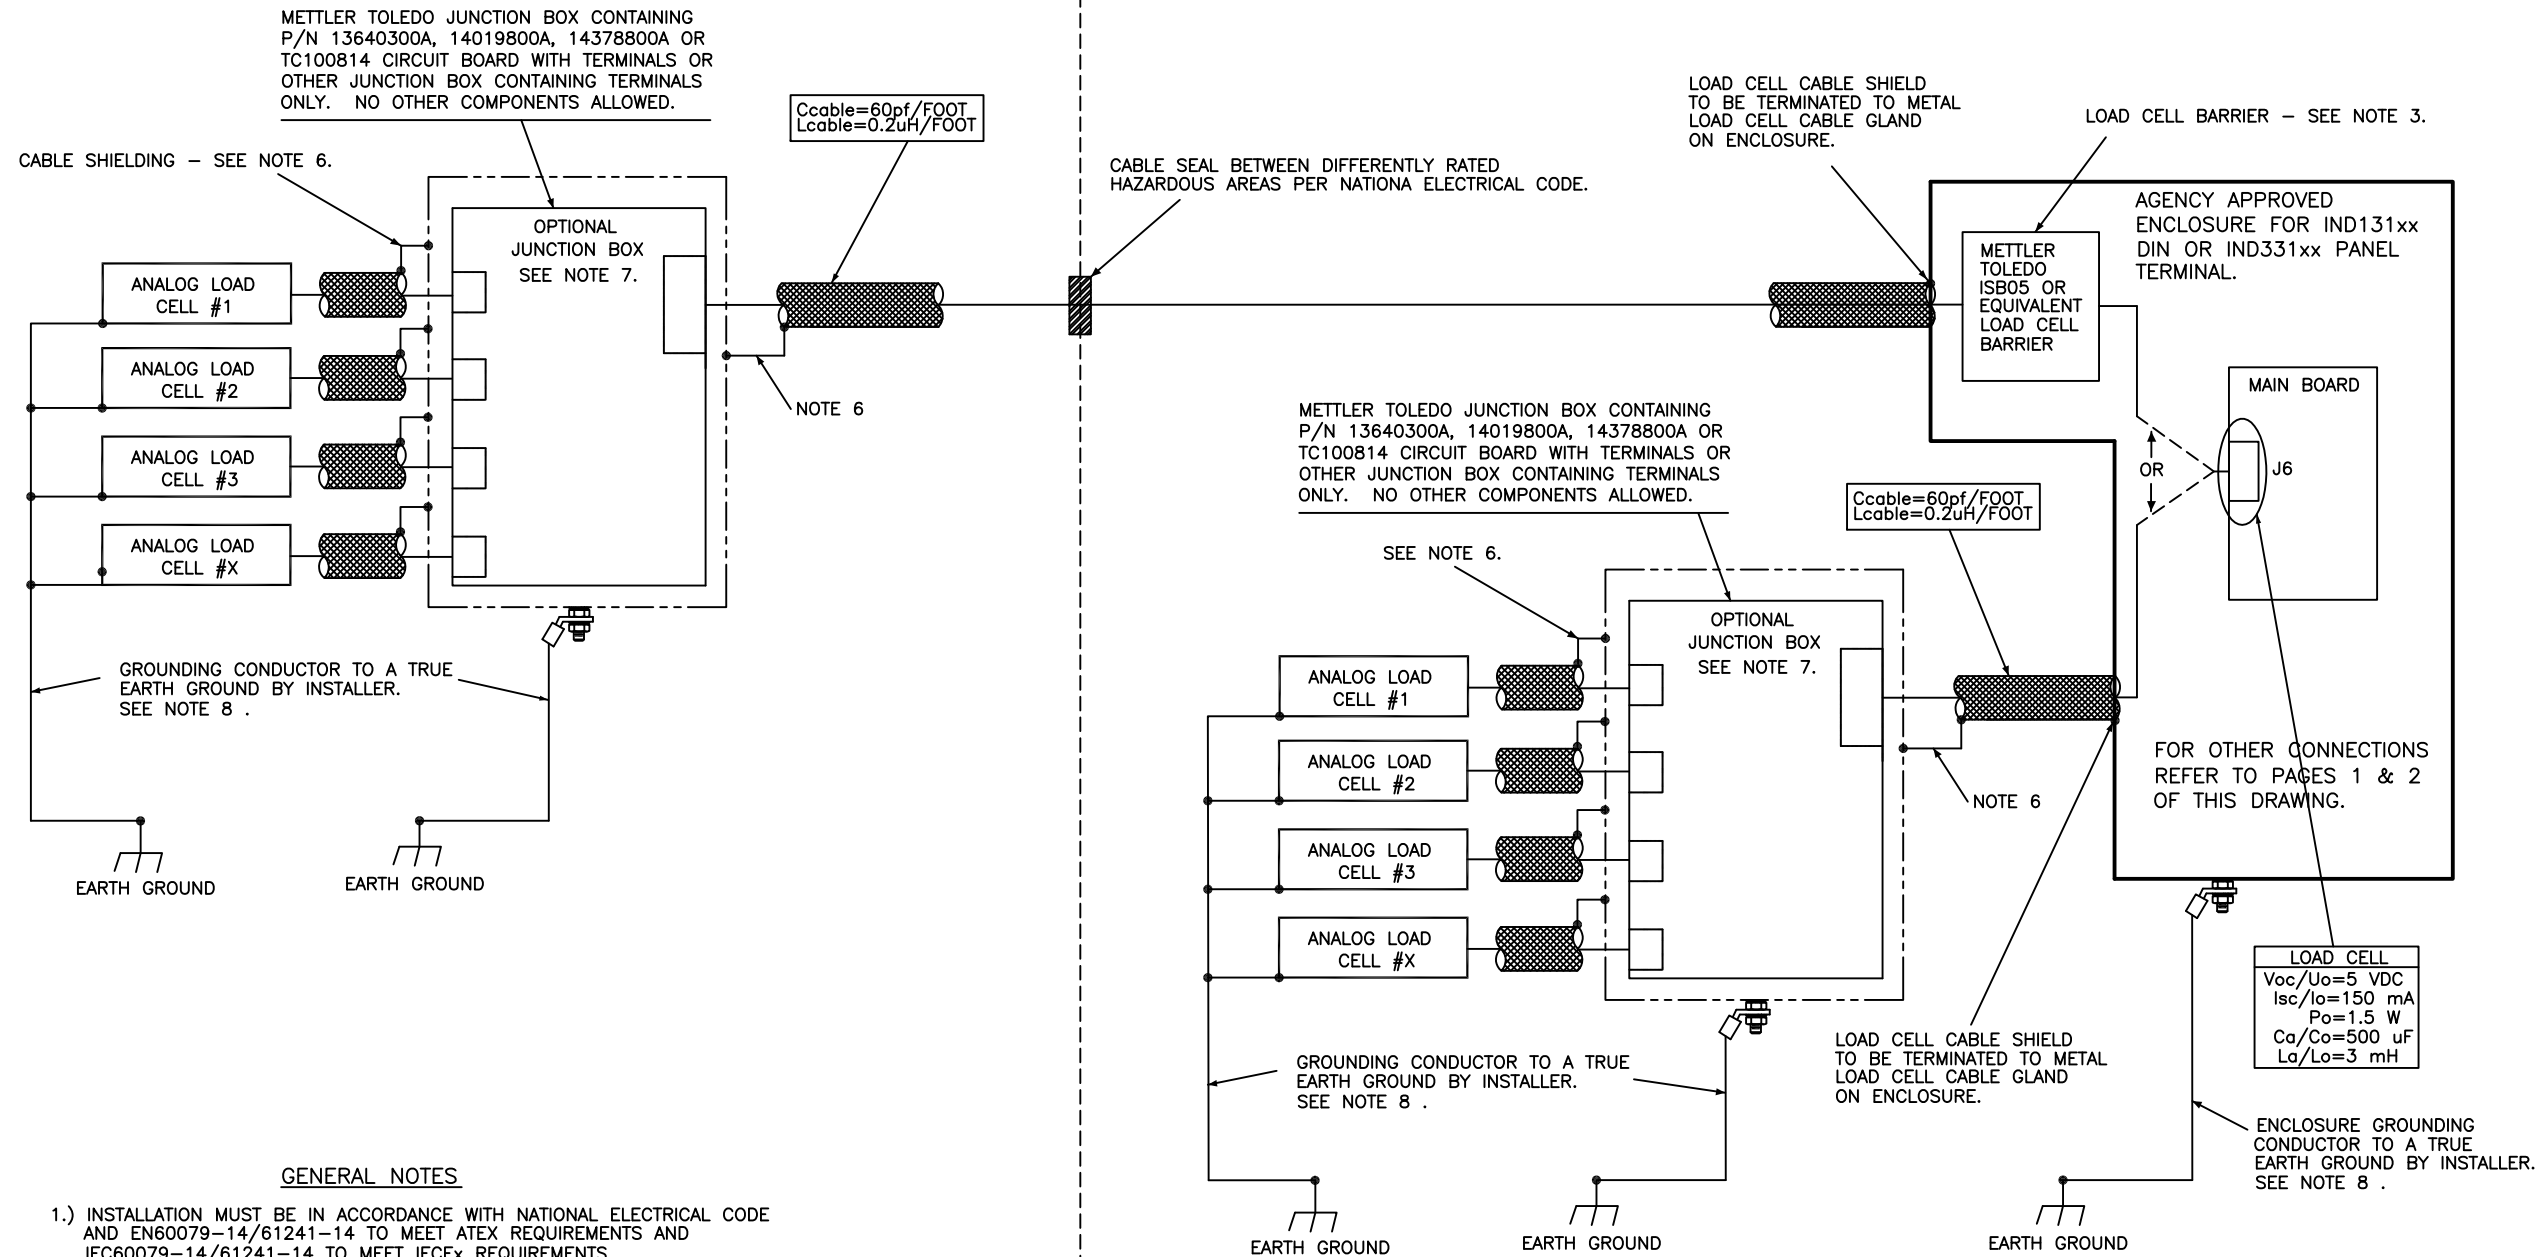 METTLER TOLEDO JUNCTION BOX CONTAINING
P/N 13640300A, 14019800A, 14378800A OR
TC100814 CIRCUIT BOARD WITH TERMINALS OR
OTHER JUNCTION BOX CONTAINING TERMINALS
ONLY. NO OTHER COMPONENTS ALLOWED.
Ccable=60pf/FOOT
Lcable=0.2uH/FOOT
CABLE SHIELDING – SEE NOTE 6.
OPTIONAL
JUNCTION BOX
SEE NOTE 7.
ANALOG LOAD
CELL #1
ANALOG LOAD
CELL #2
ANALOG LOAD
CELL #3
ANALOG LOAD
CELL #X
NOTE 6
GROUNDING CONDUCTOR TO A TRUE
EARTH GROUND BY INSTALLER.
SEE NOTE 8 .
EARTH GROUND
EARTH GROUND
CABLE SEAL BETWEEN DIFFERENTLY RATED
HAZARDOUS AREAS PER NATIONA ELECTRICAL CODE.
LOAD CELL CABLE SHIELD
TO BE TERMINATED TO METAL
LOAD CELL CABLE GLAND
ON ENCLOSURE.
LOAD CELL BARRIER – SEE NOTE 3.
AGENCY APPROVED
ENCLOSURE FOR IND131xx
DIN OR IND331xx PANEL
TERMINAL.
METTLER
TOLEDO
ISB05 OR
EQUIVALENT
LOAD CELL
BARRIER
MAIN BOARD
OR
J6
METTLER TOLEDO JUNCTION BOX CONTAINING
P/N 13640300A, 14019800A, 14378800A OR
TC100814 CIRCUIT BOARD WITH TERMINALS OR
OTHER JUNCTION BOX CONTAINING TERMINALS
ONLY. NO OTHER COMPONENTS ALLOWED.
Ccable=60pf/FOOT
Lcable=0.2uH/FOOT
SEE NOTE 6.
OPTIONAL
JUNCTION BOX
SEE NOTE 7.
ANALOG LOAD
CELL #1
ANALOG LOAD
CELL #2
ANALOG LOAD
CELL #3
ANALOG LOAD
CELL #X
NOTE 6
FOR OTHER CONNECTIONS
REFER TO PAGES 1 & 2
OF THIS DRAWING.
LOAD CELL
Voc/Uo=5 VDC
Isc/Io=150 mA
Po=1.5 W
Ca/Co=500 uF
La/Lo=3 mH
LOAD CELL CABLE SHIELD
TO BE TERMINATED TO METAL
LOAD CELL CABLE GLAND
ON ENCLOSURE.
GROUNDING CONDUCTOR TO A TRUE
EARTH GROUND BY INSTALLER.
SEE NOTE 8 .
ENCLOSURE GROUNDING
CONDUCTOR TO A TRUE
EARTH GROUND BY INSTALLER.
SEE NOTE 8 .
EARTH GROUND
EARTH GROUND
EARTH GROUND
GENERAL NOTES
1.) INSTALLATION MUST BE IN ACCORDANCE WITH NATIONAL ELECTRICAL CODE
AND EN60079–14/61241–14 TO MEET ATEX REQUIREMENTS AND
IEC60079–14/61241–14 TO MEET IECEx REQUIREMENTS